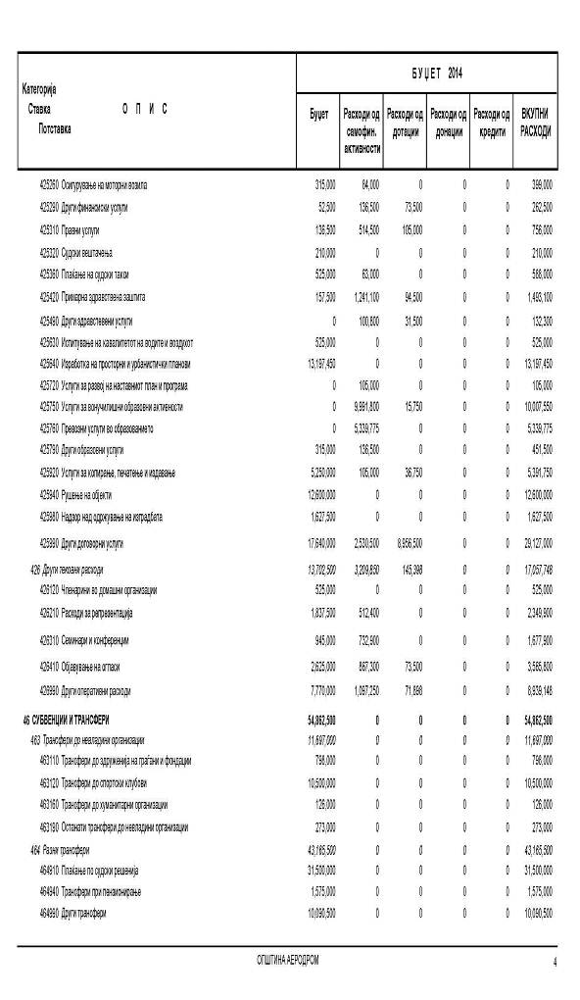 БУЏЕТ 2014
Категорија
Ставка О П И С
Потставка
Буџет Расходи од самофин. активности Расходи од дотации Расходи од донации Расходи од кредити ВКУПНИ РАСХОДИ
425260 Осигурување на моторни возила 315,000 84,000 0 0 0 399,000
425290 Други финансиски услуги 52,500 136,500 73,500 0 0 262,500
425310 Правни услуги 136,500 514,500 105,000 0 0 756,000
425320 Судски вештачења 210,000 0 0 0 0 210,000
425360 Плаќање на судски такси 525,000 63,000 0 0 0 588,000
425420 Примарна здравствена заштита 157,500 1,241,100 94,500 0 0 1,493,100
425490 Други здравстевени услуги 0 100,800 31,500 0 0 132,300
425630 Испитување на кавалитетот на водите и воздухот 525,000 0 0 0 0 525,000
425640 Изработка на просторни и урбанистички планови 13,197,450 0 0 0 0 13,197,450
425720 Услуги за развој на наставниот план и програма 0 105,000 0 0 0 105,000
425750 Услуги за вонучилишни образовни активности 0 9,991,800 15,750 0 0 10,007,550
425760 Превозни услуги во образованието 0 5,339,775 0 0 0 5,339,775
425790 Други образовни услуги 315,000 136,500 0 0 0 451,500
425920 Услуги за копирање, печатење и издавање 5,250,000 105,000 36,750 0 0 5,391,750
425940 Рушење на објекти 12,600,000 0 0 0 0 12,600,000
425980 Надзор над одржување на изградбата 1,627,500 0 0 0 0 1,627,500
425990 Други договорни услуги 17,640,000 2,530,500 8,956,500 0 0 29,127,000
426 Други тековни расходи 13,702,500 3,209,850 145,398 0 0 17,057,748
426120 Членарини во домашни организации 525,000 0 0 0 0 525,000
426210 Расходи за репрезентација 1,837,500 512,400 0 0 0 2,349,900
426310 Семинари и конференции 945,000 732,900 0 0 0 1,677,900
426410 Објавување на огласи 2,625,000 867,300 73,500 0 0 3,565,800
426990 Други оперативни расходи 7,770,000 1,097,250 71,898 0 0 8,939,148
46 СУБВЕНЦИИ И ТРАНСФЕРИ 54,862,500 0 0 0 0 54,862,500
463 Трансфери до невладини организации 11,697,000 0 0 0 0 11,697,000
463110 Трансфери до здруженија на граѓани и фондации 798,000 0 0 0 0 798,000
463120 Трансфери до спортски клубови 10,500,000 0 0 0 0 10,500,000
463160 Трансфери до хуманитарни организации 126,000 0 0 0 0 126,000
463190 Останати трансфери до невладини организации 273,000 0 0 0 0 273,000
464 Разни трансфери 43,165,500 0 0 0 0 43,165,500
464910 Плаќање по судски решенија 31,500,000 0 0 0 0 31,500,000
464940 Трансфери при пензионирање 1,575,000 0 0 0 0 1,575,000
464990 Други трансфери 10,090,500 0 0 0 0 10,090,500
ОПШТИНА АЕРОДРОМ 4